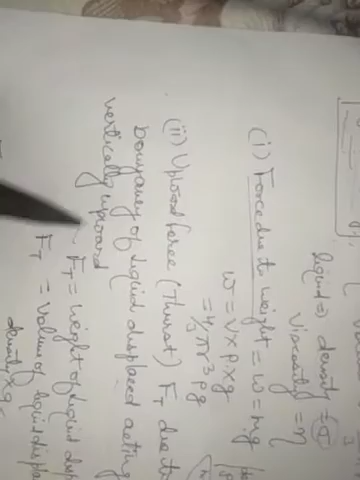 liquid => density = σ
viscosity = η
(i) Force due to weight = w = mg
w = V × ρ × g
= 4/3 πr³ ρg
(ii) Upward force (Thrust) F_T due to
bouyancy of liquid displaced acting
vertically upward
F_T = weight of liquid
F_T = Volume of liquid
density × g